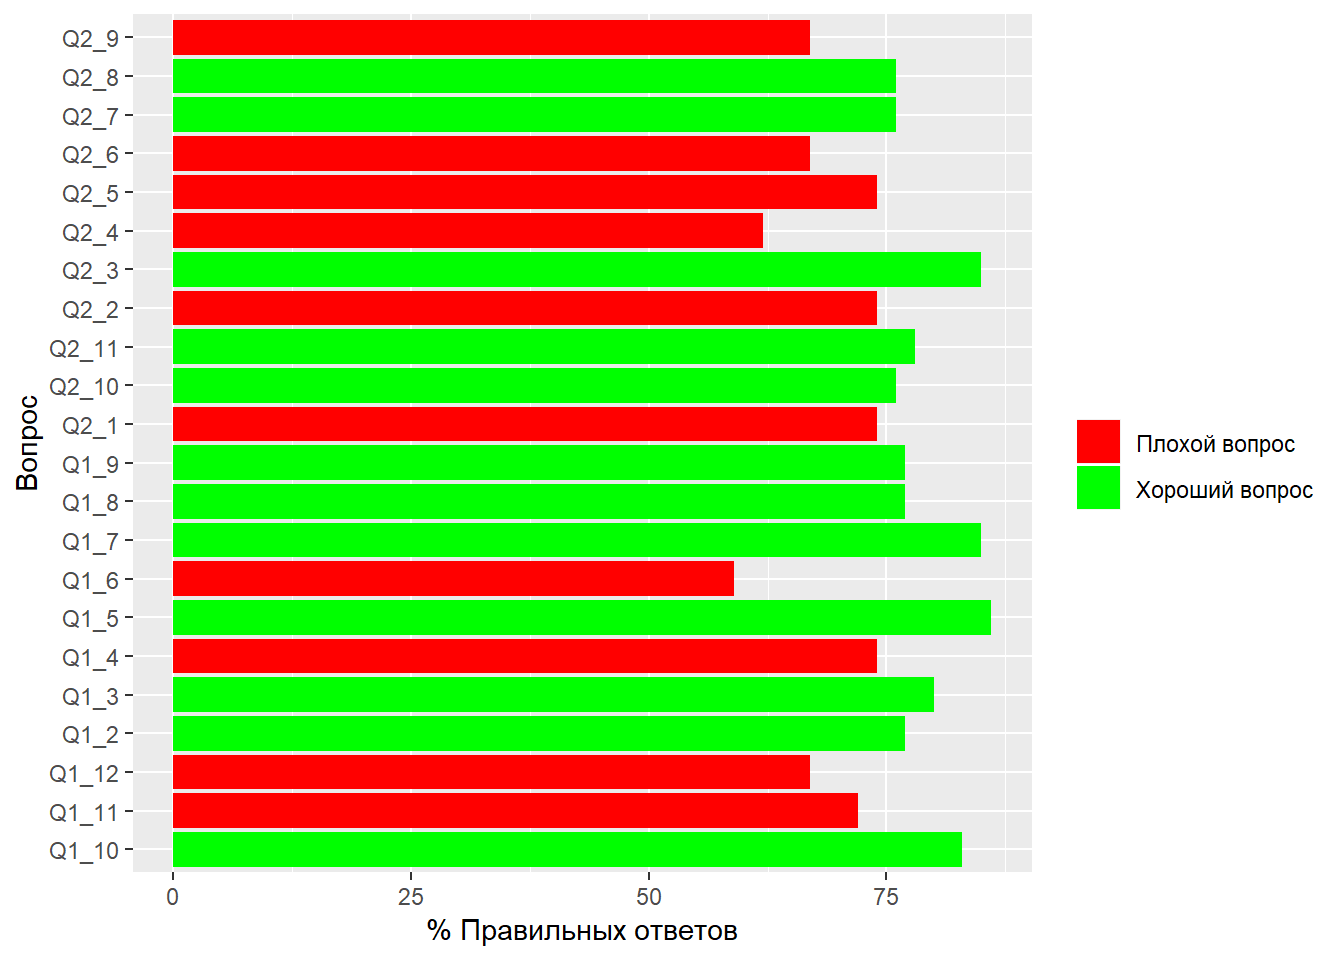 Q2_9
Q2_8
Q2_7
Q2_6
Q2_5
Q2_4
Q2_3
Q2_2
Q2_11
Q2_10
Q2_1
Q1_9
Q1_8
Q1_7
Q1_6
Q1_5
Q1_4
Q1_3
Q1_2
Q1_12
Q1_11
Q1_10
Вопрос
0 25 50 75
% Правильных ответов
Плохой вопрос
Хороший вопрос